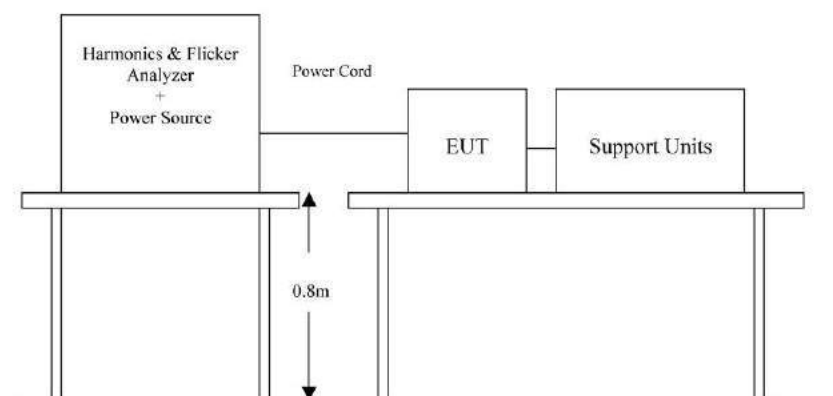 Harmonics & Flicker
Analyzer
+
Power Source
Power Cord
EUT
Support Units
0.8m